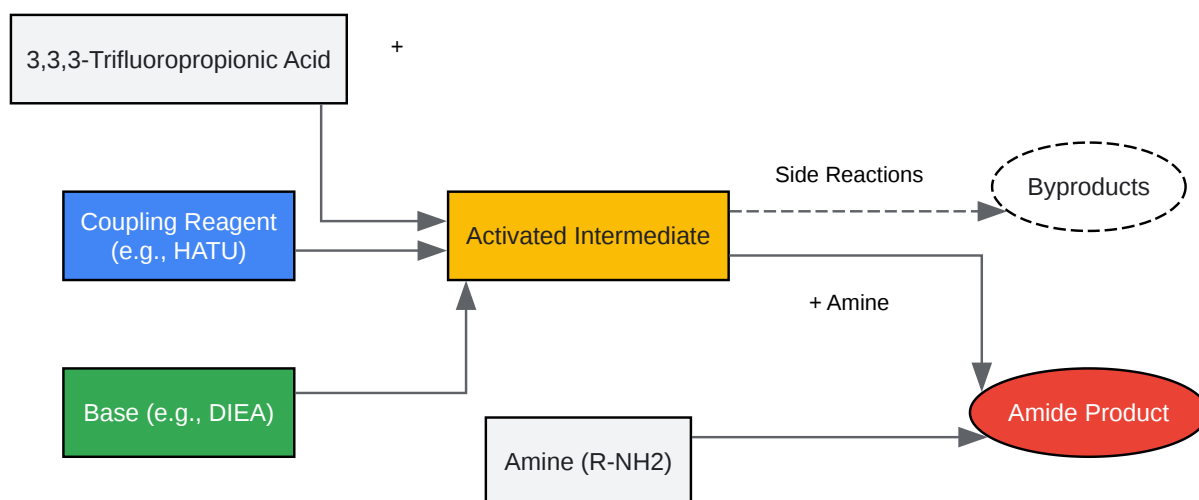 3,3,3-Trifluoropropionic Acid
+
Coupling Reagent
(e.g., HATU)
Activated Intermediate
Side Reactions
Byproducts
+ Amine
Base (e.g., DIEA)
Amine (R-NH2)
Amide Product